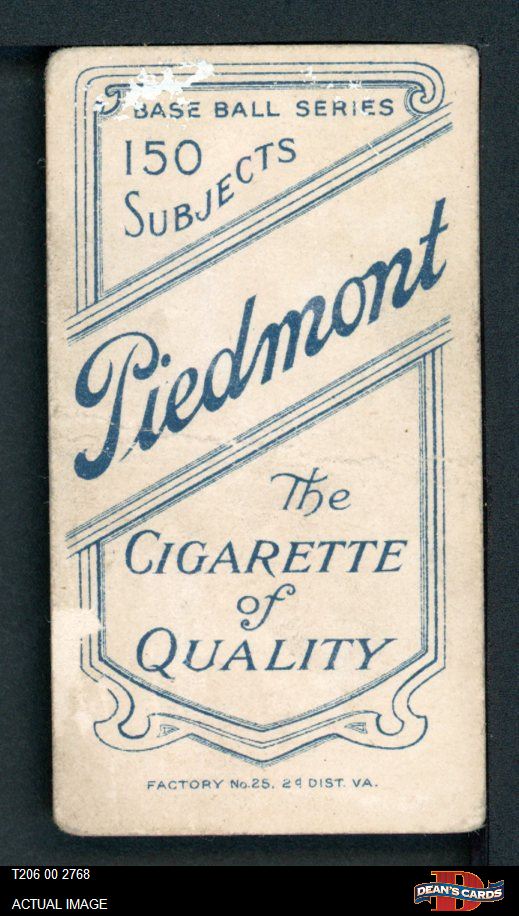 BASE BALL SERIES
150
SUBJECTS
Piedmont
The
CIGARETTE
of
QUALITY
FACTORY No. 25. 2d DIST. VA.
T206 00 2768
ACTUAL IMAGE
D
DEAN'S CARDS